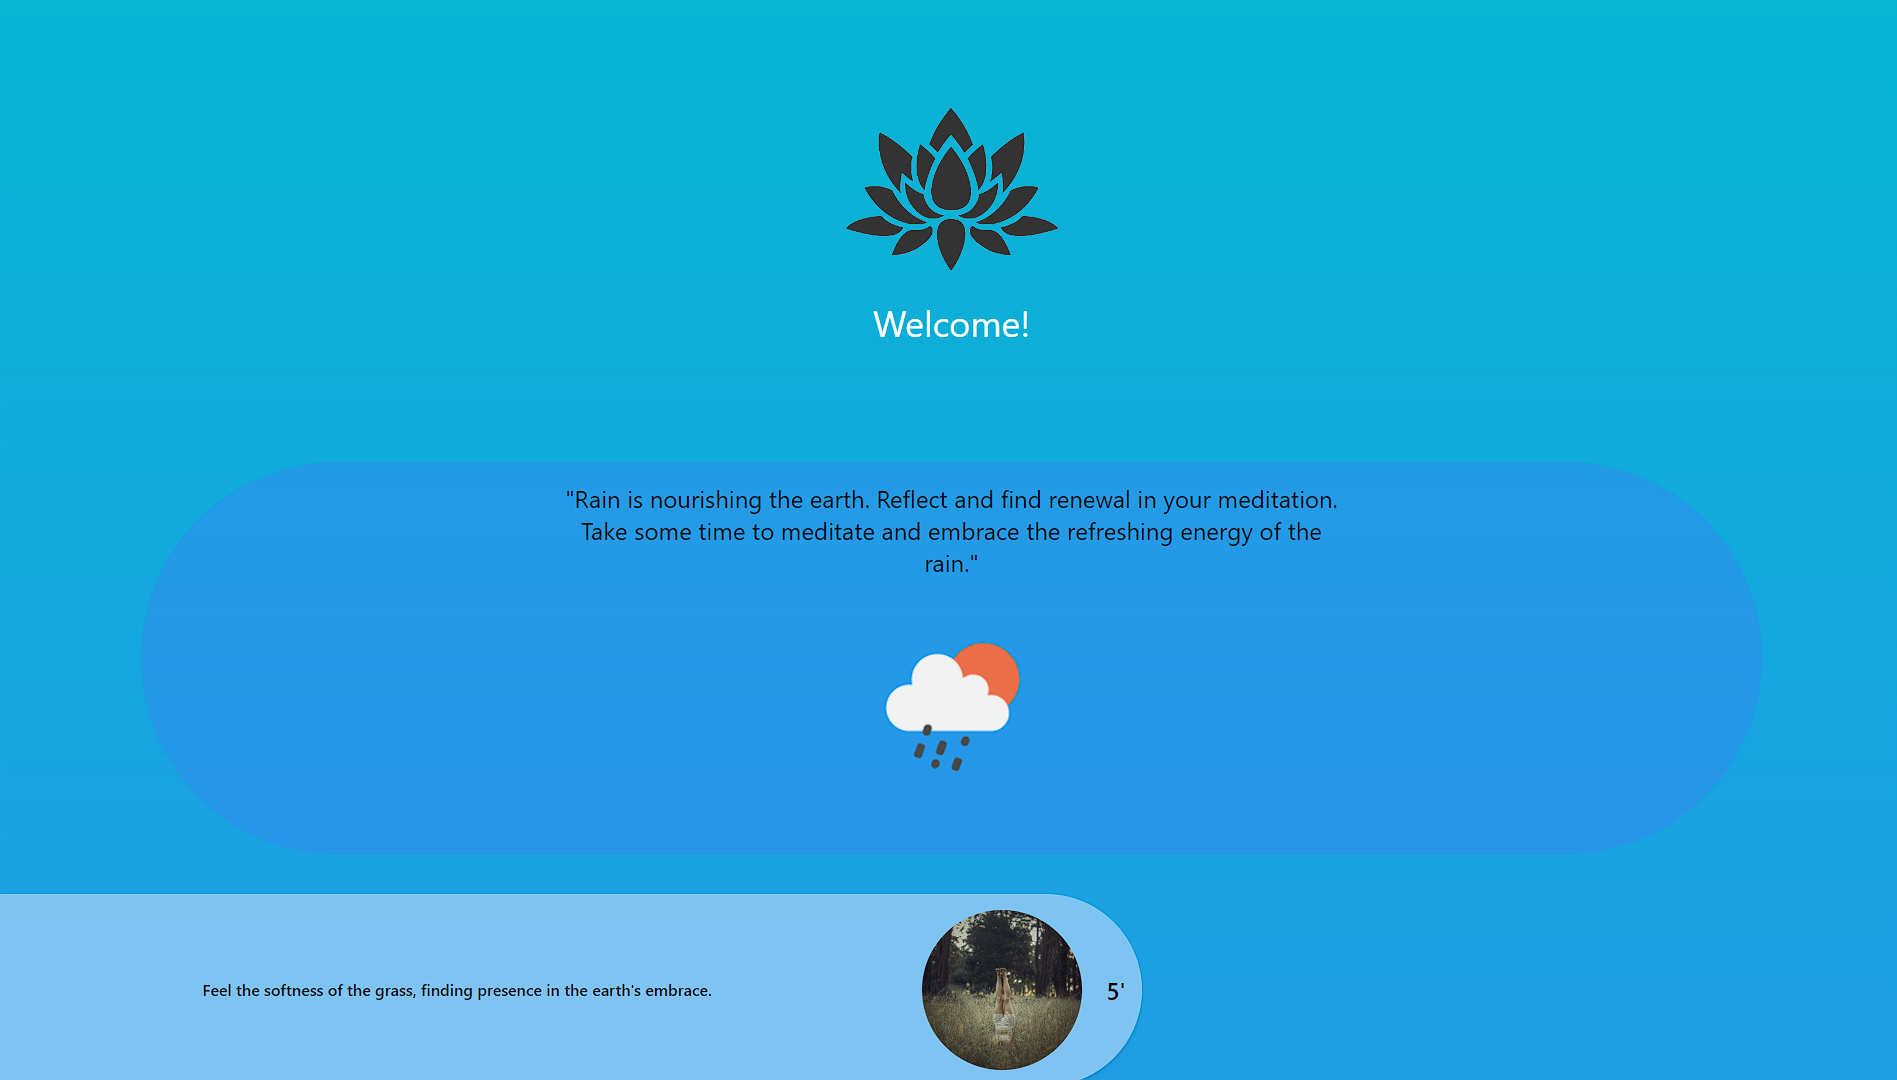 Welcome!
"Rain is nourishing the earth. Reflect and find renewal in your meditation.
Take some time to meditate and embrace the refreshing energy of the
rain."
Feel the softness of the grass, finding presence in the earth's embrace.
5'